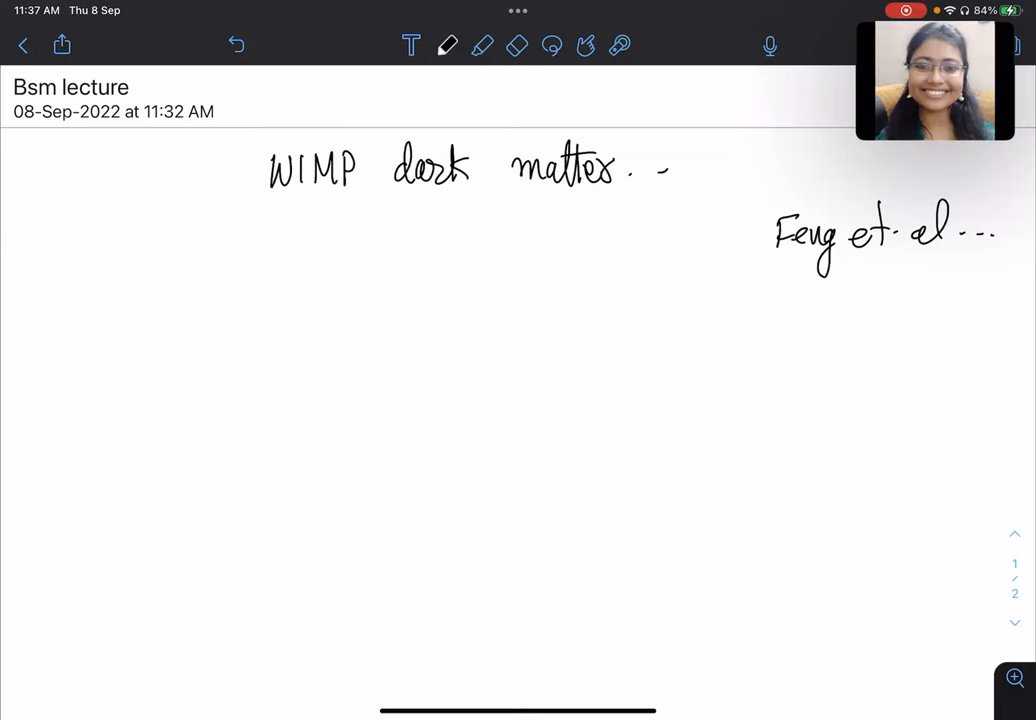 11:37 AM Thu 8 Sep
84%
T
Bsm lecture
08-Sep-2022 at 11:32 AM
WIMP dark matter. -
Feng et. al ---
1
/
2